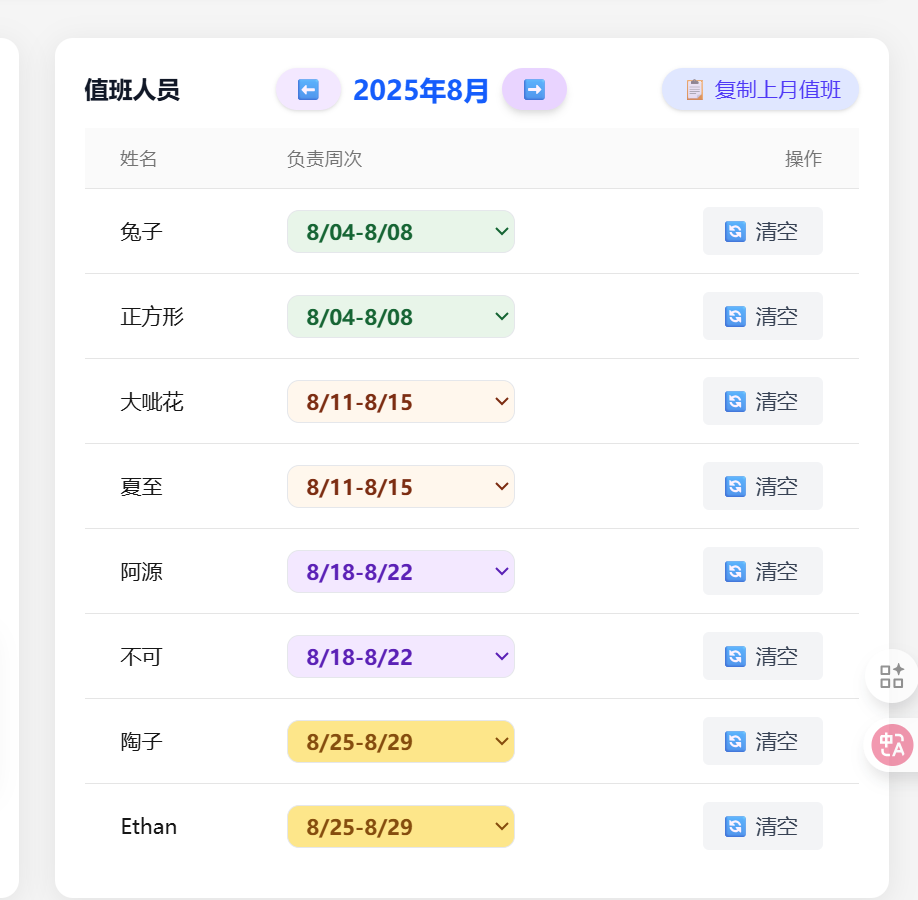 值班人员 2025年8月 复制上月值班
姓名 负责周次 操作
兔子 8/04-8/08 清空
正方形 8/04-8/08 清空
大呲花 8/11-8/15 清空
夏至 8/11-8/15 清空
阿源 8/18-8/22 清空
不可 8/18-8/22 清空
陶子 8/25-8/29 清空
Ethan 8/25-8/29 清空
中A